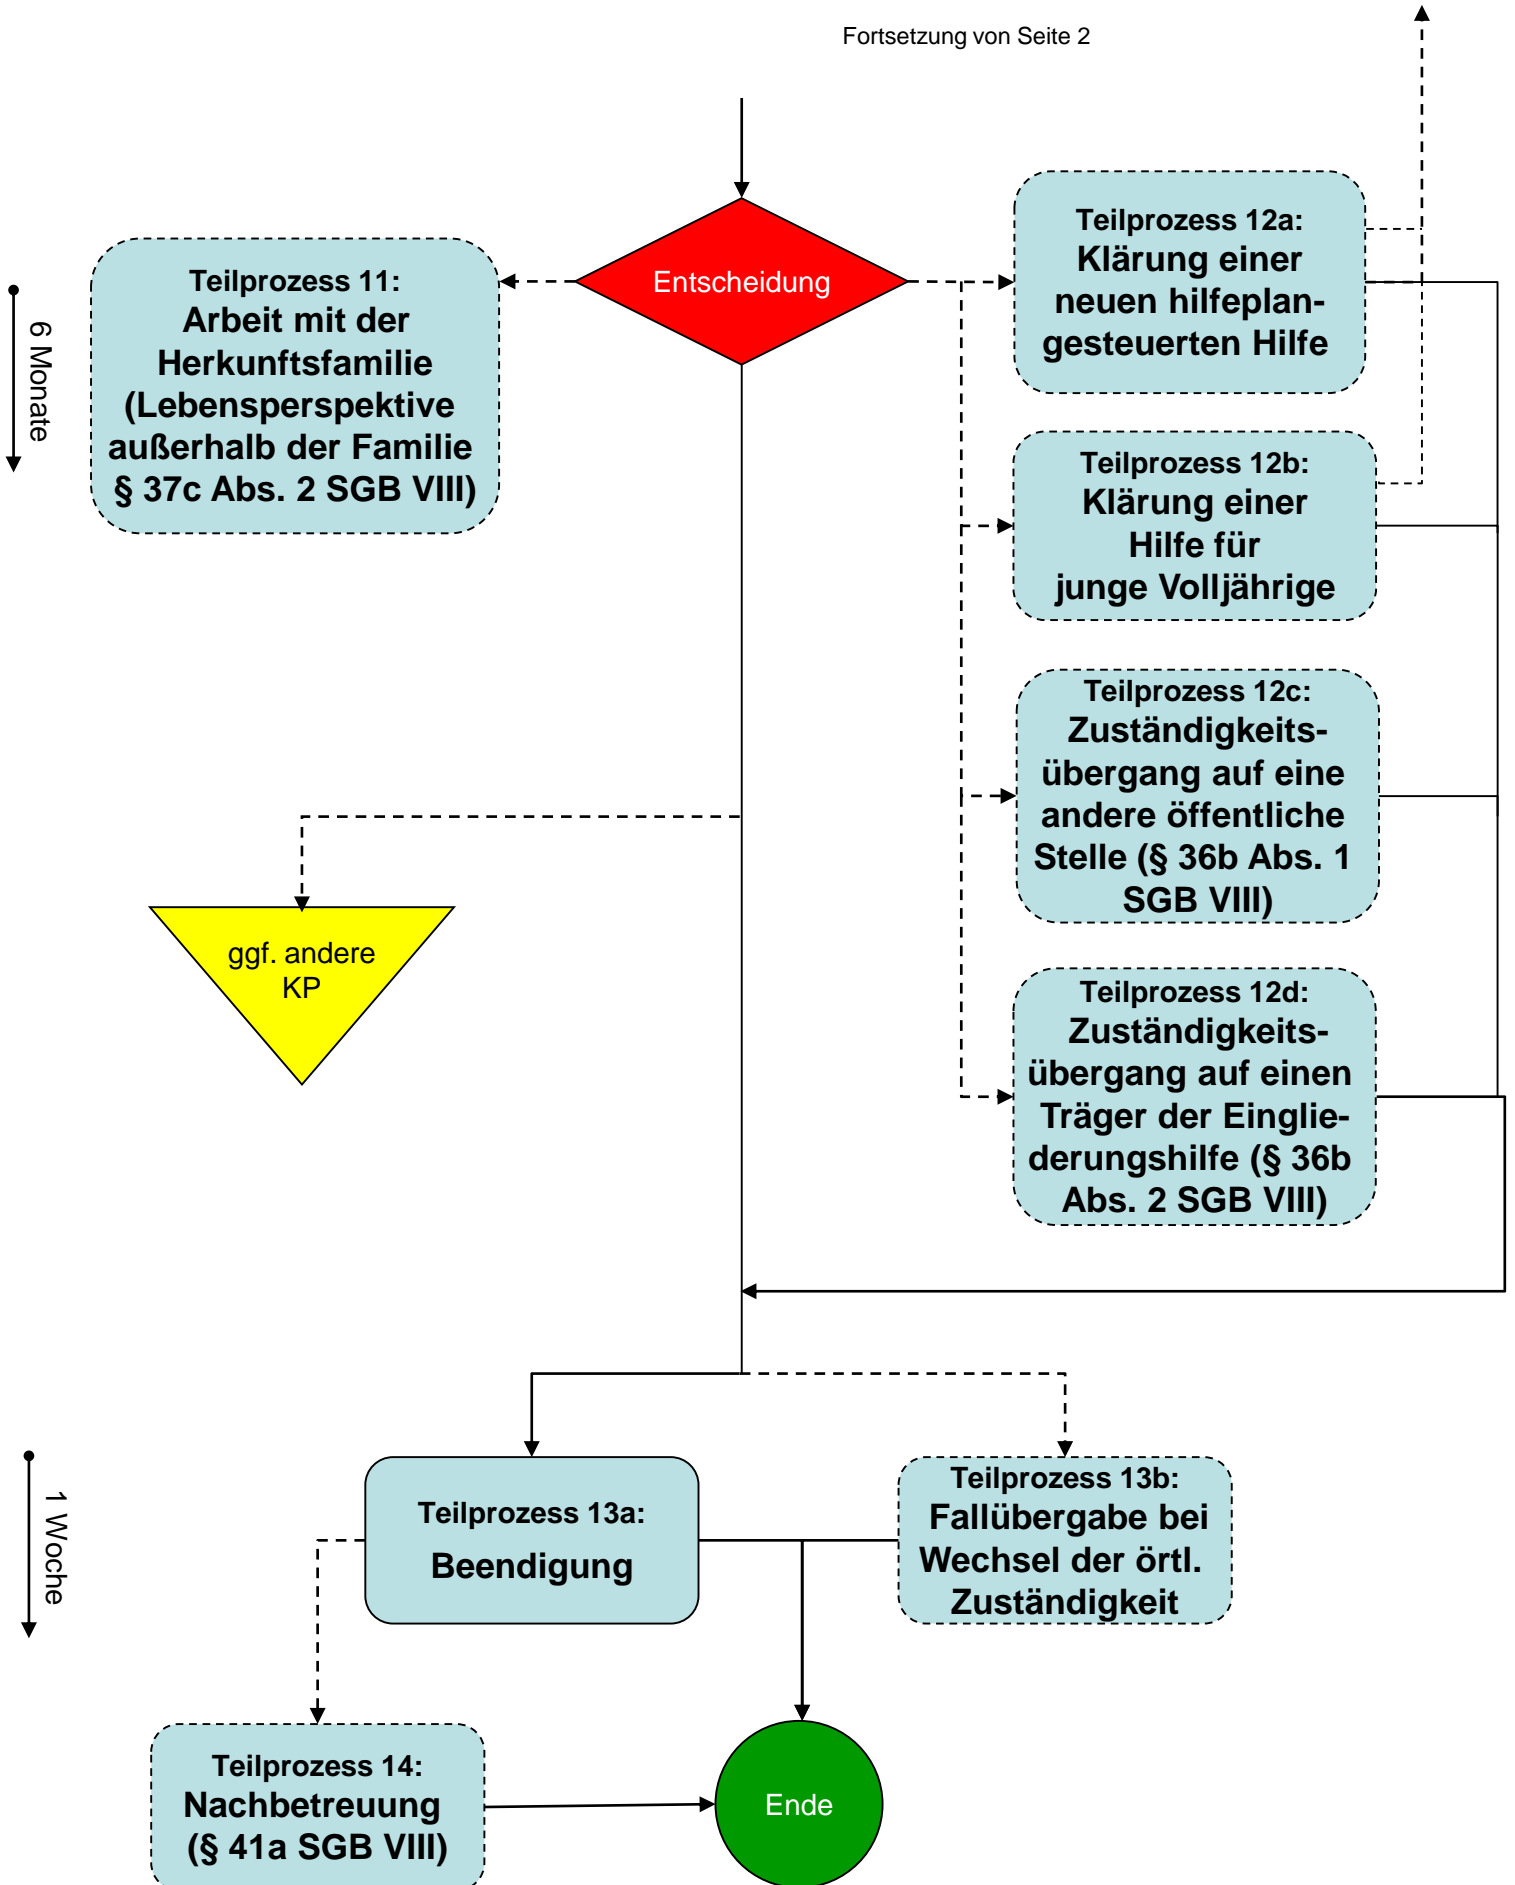 Fortsetzung von Seite 2
Entscheidung
Teilprozess 11:
Arbeit mit der
Herkunftsfamilie
(Lebensperspektive
außerhalb der Familie
§ 37c Abs. 2 SGB VIII)
6 Monate
Teilprozess 12a:
Klärung einer
neuen hilfeplan-
gesteuerten Hilfe
Teilprozess 12b:
Klärung einer
Hilfe für
junge Volljährige
Teilprozess 12c:
Zuständigkeits-
übergang auf eine
andere öffentliche
Stelle (§ 36b Abs. 1
SGB VIII)
ggf. andere
KP
Teilprozess 12d:
Zuständigkeits-
übergang auf einen
Träger der Einglie-
derungshilfe (§ 36b
Abs. 2 SGB VIII)
1 Woche
Teilprozess 13a:
Beendigung
Teilprozess 13b:
Fallübergabe bei
Wechsel der örtl.
Zuständigkeit
Teilprozess 14:
Nachbetreuung
(§ 41a SGB VIII)
Ende